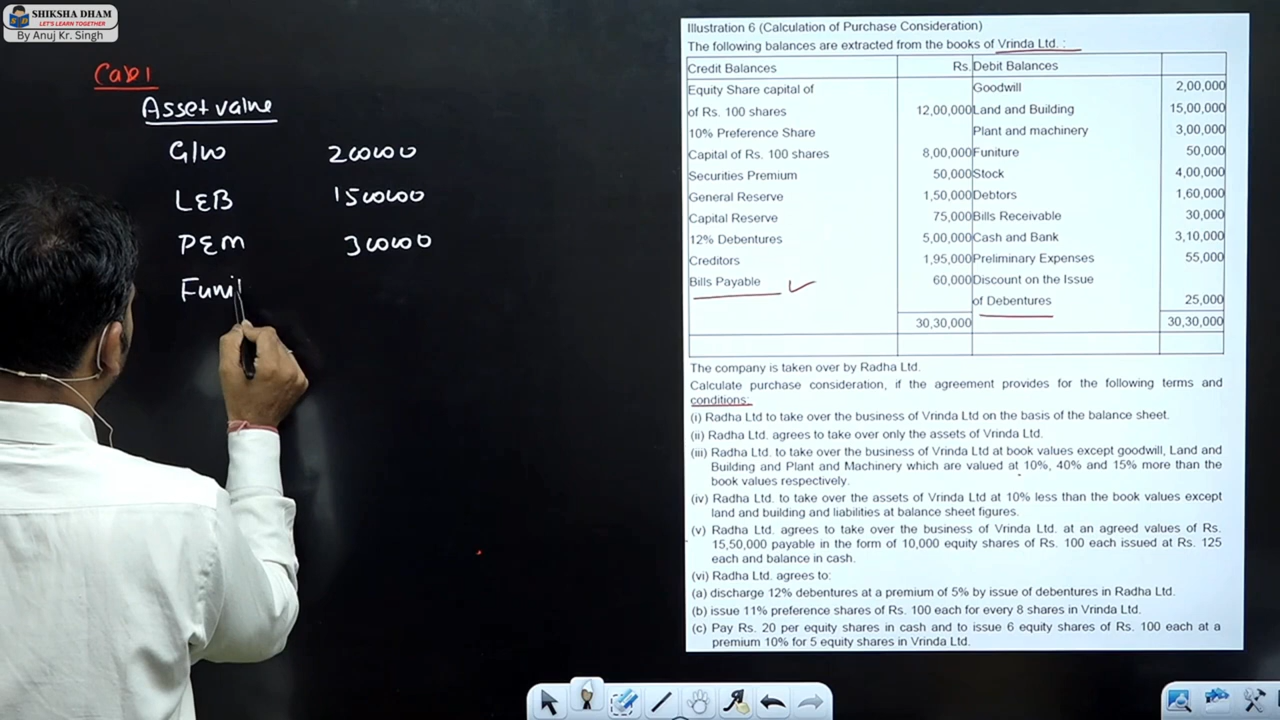 SHIKSHA DHAM
LET'S LEARN TOGETHER
By Anuj Kr. Singh
Asset value
G/W 200000
L&B 1500000
P&M 300000
Funi
Illustration 6 (Calculation of Purchase Consideration)
The following balances are extracted from the books of Vrinda Ltd. :
Credit Balances Rs. Debit Balances
Equity Share capital of Goodwill 2,00,000
of Rs. 100 shares 12,00,000 Land and Building 15,00,000
10% Preference Share Plant and machinery 3,00,000
Capital of Rs. 100 shares 8,00,000 Funiture 50,000
Securities Premium 50,000 Stock 4,00,000
General Reserve 1,50,000 Debtors 1,60,000
Capital Reserve 75,000 Bills Receivable 30,000
12% Debentures 5,00,000 Cash and Bank 3,10,000
Creditors 1,95,000 Preliminary Expenses 55,000
Bills Payable 60,000 Discount on the Issue
of Debentures 25,000
30,30,000 30,30,000
The company is taken over by Radha Ltd.
Calculate purchase consideration, if the agreement provides for the following terms and
conditions:
(i) Radha Ltd to take over the business of Vrinda Ltd on the basis of the balance sheet.
(ii) Radha Ltd. agrees to take over only the assets of Vrinda Ltd.
(iii) Radha Ltd. to take over the business of Vrinda Ltd at book values except goodwill, Land and
Building and Plant and Machinery which are valued at 10%, 40% and 15% more than the
book values respectively.
(iv) Radha Ltd. to take over the assets of Vrinda Ltd at 10% less than the book values except
land and building and liabilities at balance sheet figures.
(v) Radha Ltd. agrees to take over the business of Vrinda Ltd. at an agreed values of Rs.
15,50,000 payable in the form of 10,000 equity shares of Rs. 100 each issued at Rs. 125
each and balance in cash.
(vi) Radha Ltd. agrees to:
(a) discharge 12% debentures at a premium of 5% by issue of debentures in Radha Ltd.
(b) issue 11% preference shares of Rs. 100 each for every 8 shares in Vrinda Ltd.
(c) Pay Rs. 20 per equity shares in cash and to issue 6 equity shares of Rs. 100 each at a
premium 10% for 5 equity shares in Vrinda Ltd.